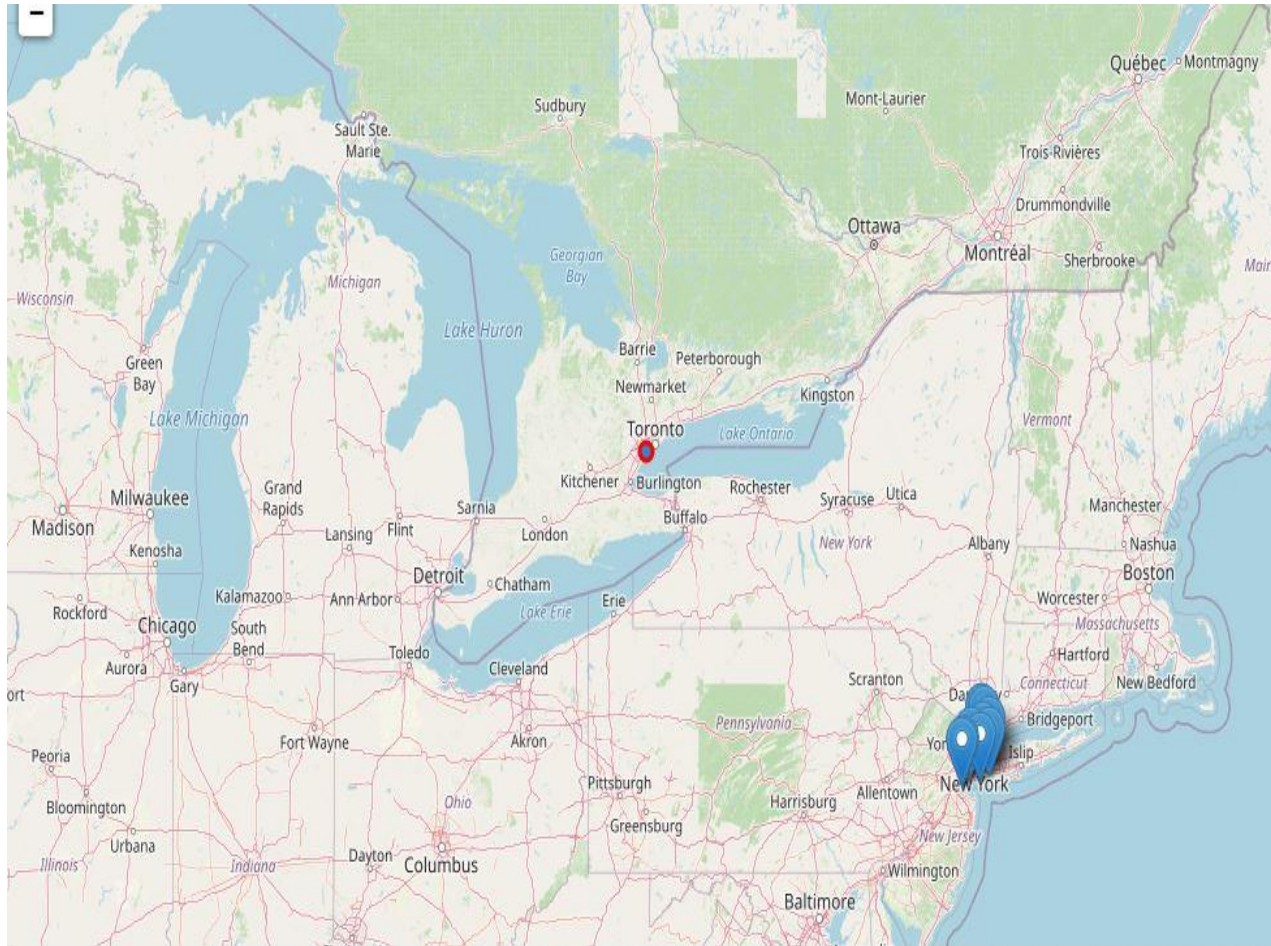 −
Québec
Montmagny
Sudbury
Mont-Laurier
Sault Ste.
Marie
Trois-Rivières
Drummondville
Ottawa
Montréal
Sherbrooke
Georgian
Bay
Michigan
Wisconsin
Lake Huron
Barrie
Peterborough
Green
Bay
Newmarket
Kingston
Lake Michigan
Toronto
Lake Ontario
Vermont
Kitchener
Burlington
Rochester
Grand
Rapids
Milwaukee
Sarnia
Syracuse
Utica
Manchester
Madison
Lansing
Flint
London
Buffalo
New York
Albany
Nashua
Kenosha
Detroit
Chatham
Boston
Rockford
Kalamazoo
Ann Arbor
Lake Erie
Erie
Worcester
Massachusetts
Chicago
South
Bend
Toledo
Cleveland
Hartford
Aurora
Gary
Scranton
Connecticut
New Bedford
Pennsylvania
Bridgeport
Fort Wayne
Akron
Islip
Peoria
Pittsburgh
Allentown
New York
Bloomington
Ohio
Harrisburg
Greensburg
New Jersey
Urbana
Illinois
Indiana
Dayton
Columbus
Wilmington
Baltimore